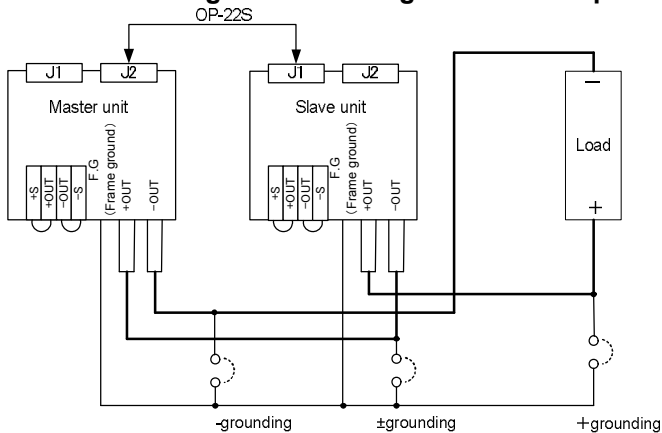 OP-22S
J1 J2 J1 J2
Master unit Slave unit
Load
−
+
+S
+OUT
−OUT
-S
F.G
(Frame ground)
+OUT
−OUT
+S
+OUT
−OUT
-S
F.G
(Frame ground)
+OUT
−OUT
-grounding ±grounding +grounding